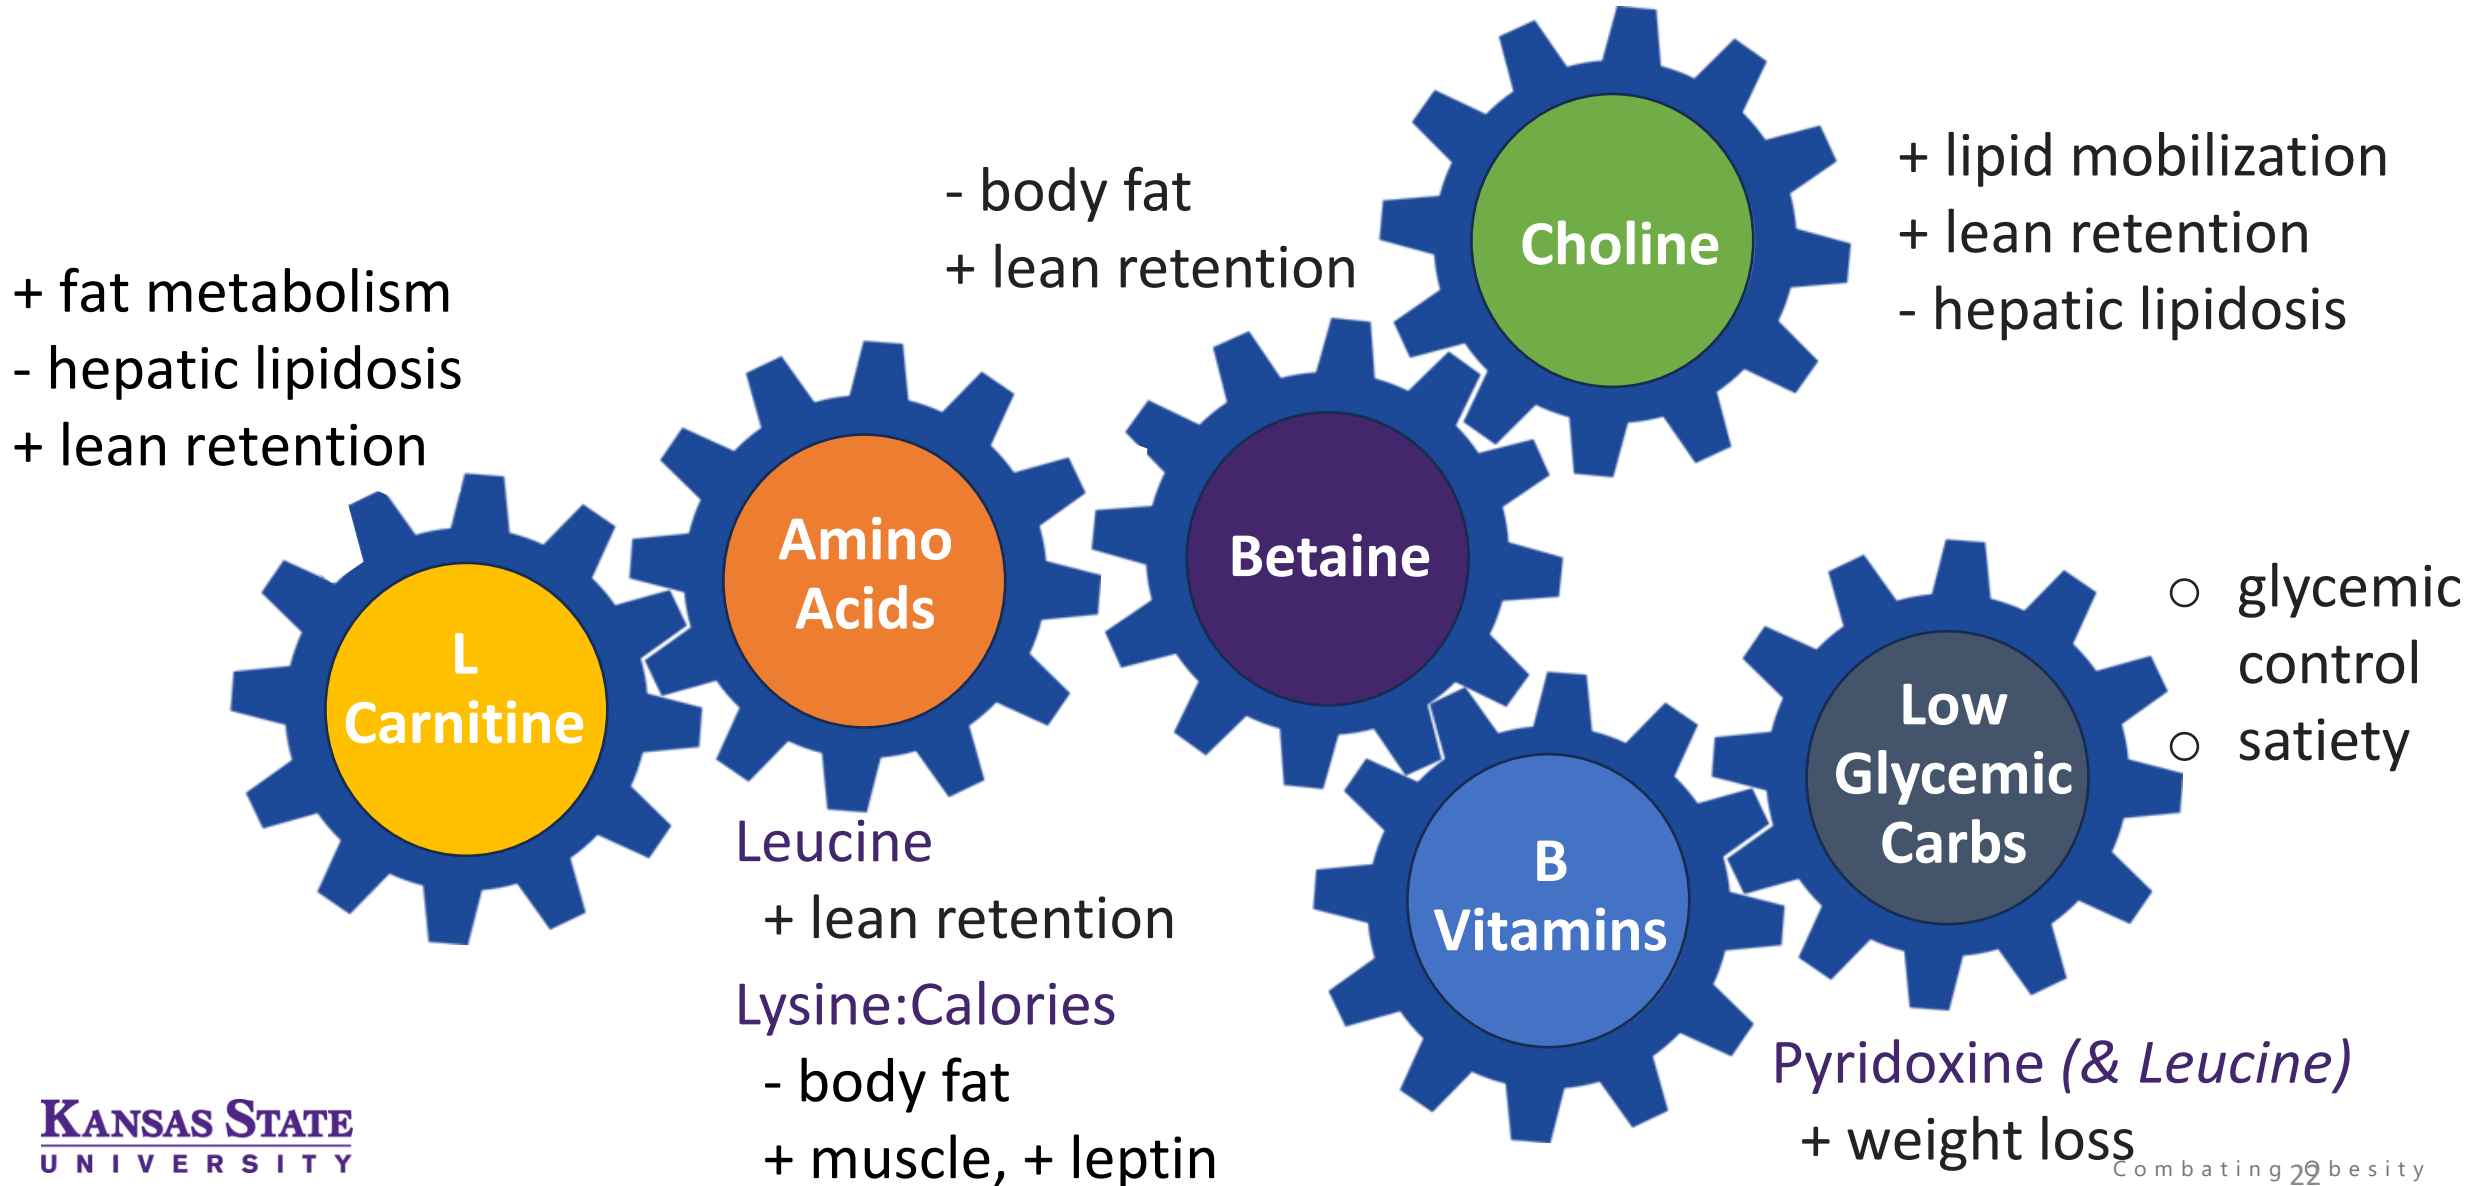 + fat metabolism
- hepatic lipidosis
+ lean retention
L
Carnitine
Amino
Acids
Leucine
+ lean retention
Lysine:Calories
- body fat
+ muscle, + leptin
- body fat
+ lean retention
Betaine
Choline
+ lipid mobilization
+ lean retention
- hepatic lipidosis
B
Vitamins
Pyridoxine (& Leucine)
+ weight loss
Low
Glycemic
Carbs
○ glycemic
control
○ satiety
KANSAS STATE
UNIVERSITY
Combating Obesity
22